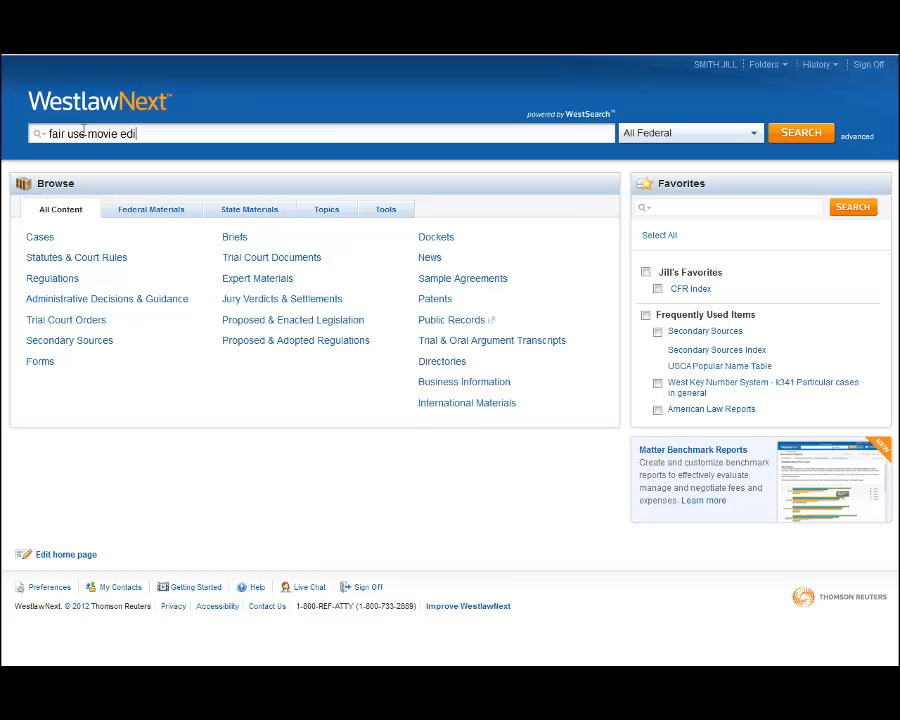 SMITH JILL Folders History Sign Off
WestlawNext™
powered by WestSearch™
fair use movie edi All Federal SEARCH advanced
Browse
All Content Federal Materials State Materials Topics Tools
Cases Briefs Dockets
Statutes & Court Rules Trial Court Documents News
Regulations Expert Materials Sample Agreements
Administrative Decisions & Guidance Jury Verdicts & Settlements Patents
Trial Court Orders Proposed & Enacted Legislation Public Records
Secondary Sources Proposed & Adopted Regulations Trial & Oral Argument Transcripts
Forms Directories
Business Information
International Materials
Favorites
SEARCH
Select All
Jill's Favorites
CFR Index
Frequently Used Items
Secondary Sources
Secondary Sources Index
USCA Popular Name Table
West Key Number System - k341 Particular cases
in general
American Law Reports
Matter Benchmark Reports
Create and customize benchmark
reports to effectively evaluate,
manage and negotiate fees and
expenses. Learn more
NEW
Edit home page
Preferences My Contacts Getting Started Help Live Chat Sign Off
WestlawNext. © 2012 Thomson Reuters Privacy Accessibility Contact Us 1-800-REF-ATTY (1-800-733-2889) Improve WestlawNext
THOMSON REUTERS